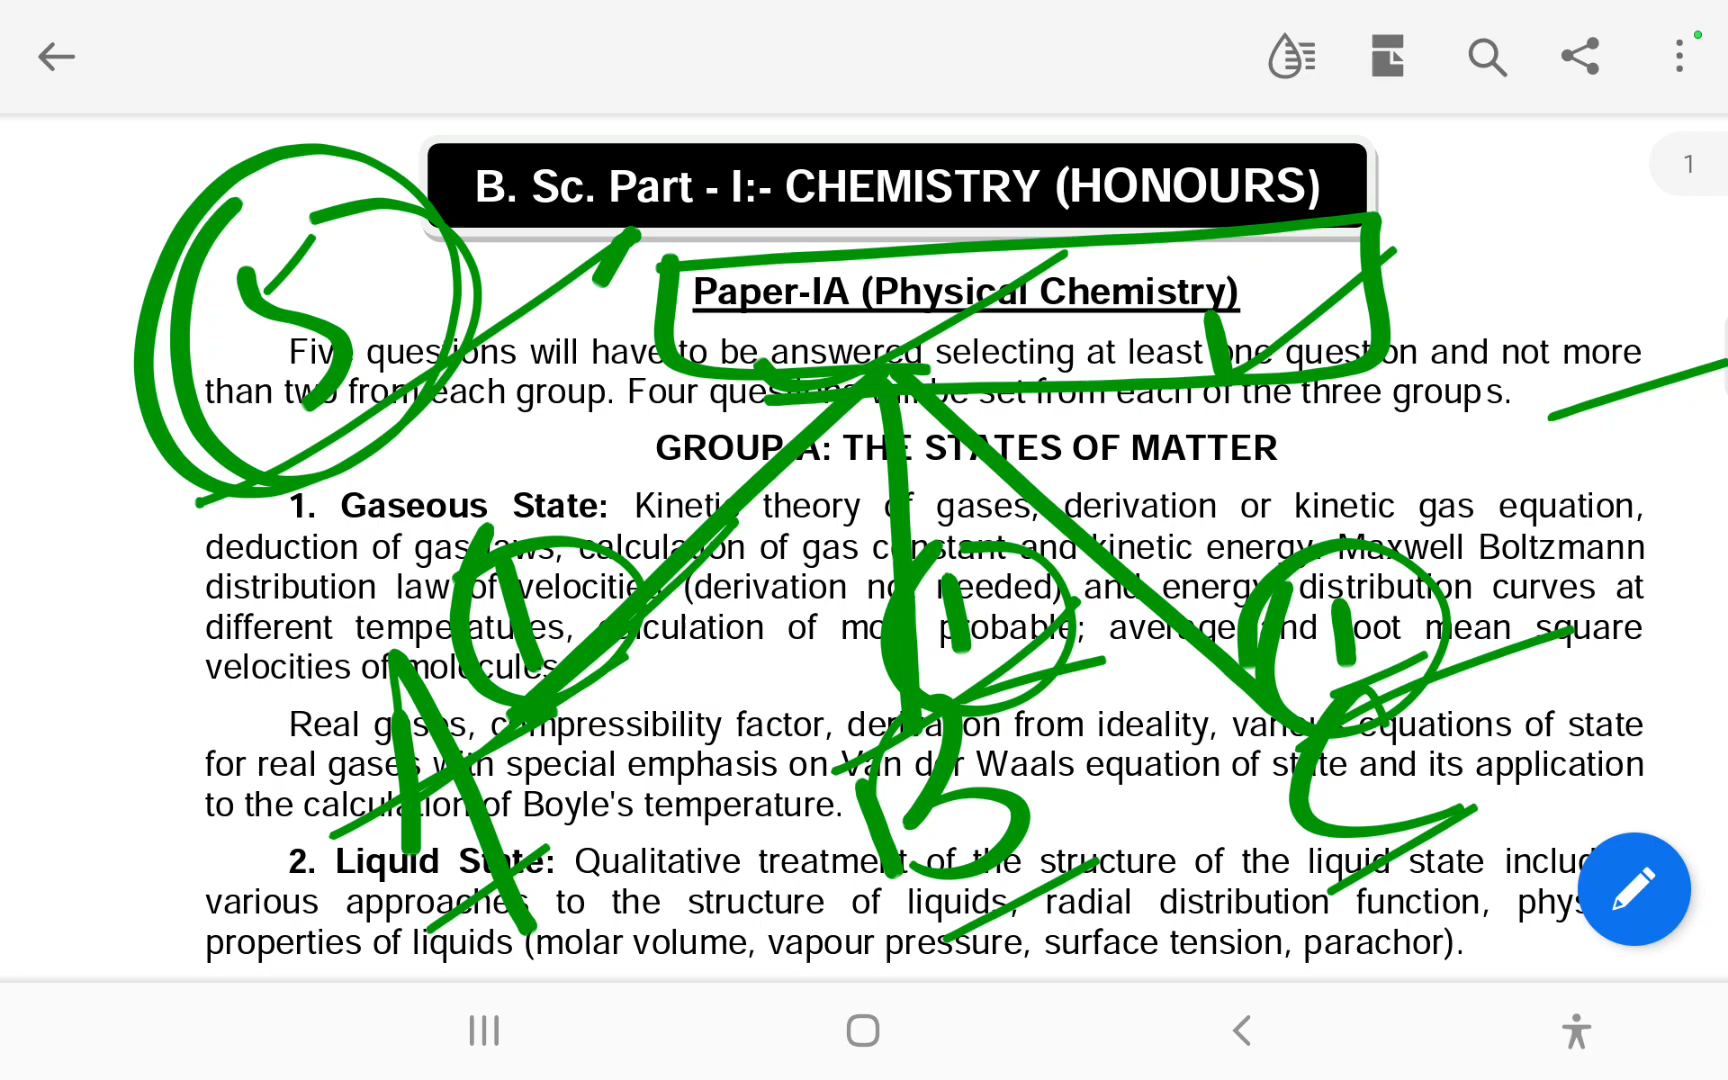 1
B. Sc. Part - I:- CHEMISTRY (HONOURS)
Paper-IA (Physical Chemistry)
Five questions will have to be answered selecting at least one question and not more
than two from each group. Four questions will be set from each of the three groups.
GROUP A: THE STATES OF MATTER
1. Gaseous State: Kinetic theory of gases, derivation or kinetic gas equation,
deduction of gas laws, calculation of gas constant and kinetic energy. Maxwell Boltzmann
distribution law of velocities (derivation not needed) and energy distribution curves at
different temperatures, calculation of most probable; average and root mean square
velocities of molecules.
Real gases, compressibility factor, derivation from ideality, various equations of state
for real gases with special emphasis on Van der Waals equation of state and its application
to the calculation of Boyle's temperature.
2. Liquid State: Qualitative treatment of the structure of the liquid state includ
various approaches to the structure of liquids, radial distribution function, phys
properties of liquids (molar volume, vapour pressure, surface tension, parachor).
5
1 1 1
A B C